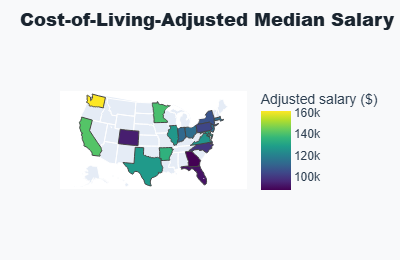 Cost-of-Living-Adjusted Median Salary
Adjusted salary ($)
160k
140k
120k
100k